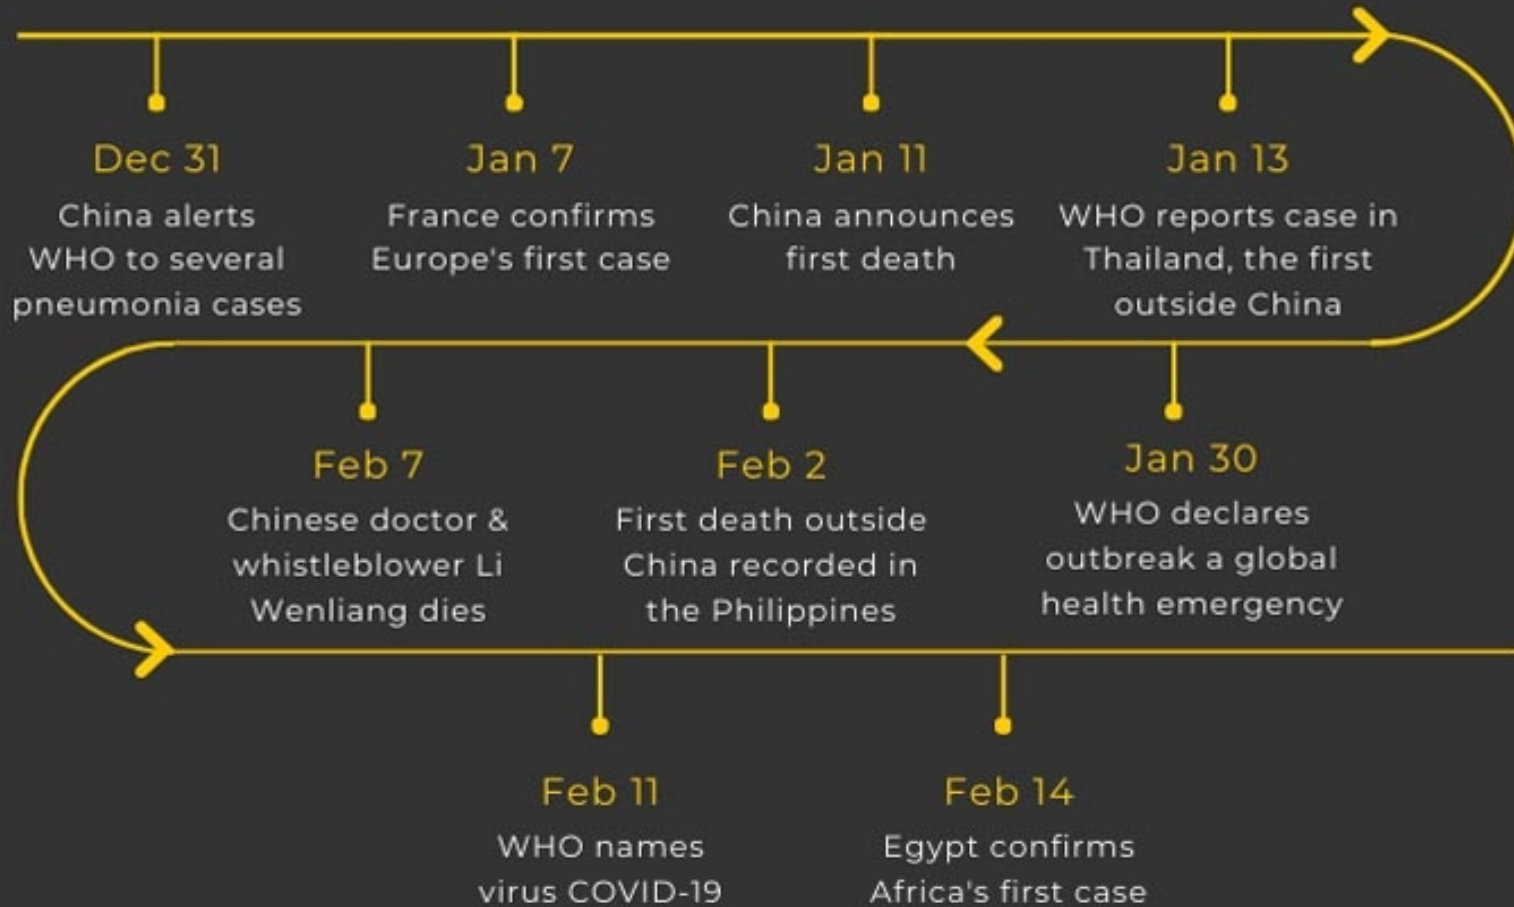 Dec 31
China alerts
WHO to several
pneumonia cases
Jan 7
France confirms
Europe's first case
Jan 11
China announces
first death
Jan 13
WHO reports case in
Thailand, the first
outside China
Jan 30
WHO declares
outbreak a global
health emergency
Feb 2
First death outside
China recorded in
the Philippines
Feb 7
Chinese doctor &
whistleblower Li
Wenliang dies
Feb 11
WHO names
virus COVID-19
Feb 14
Egypt confirms
Africa's first case